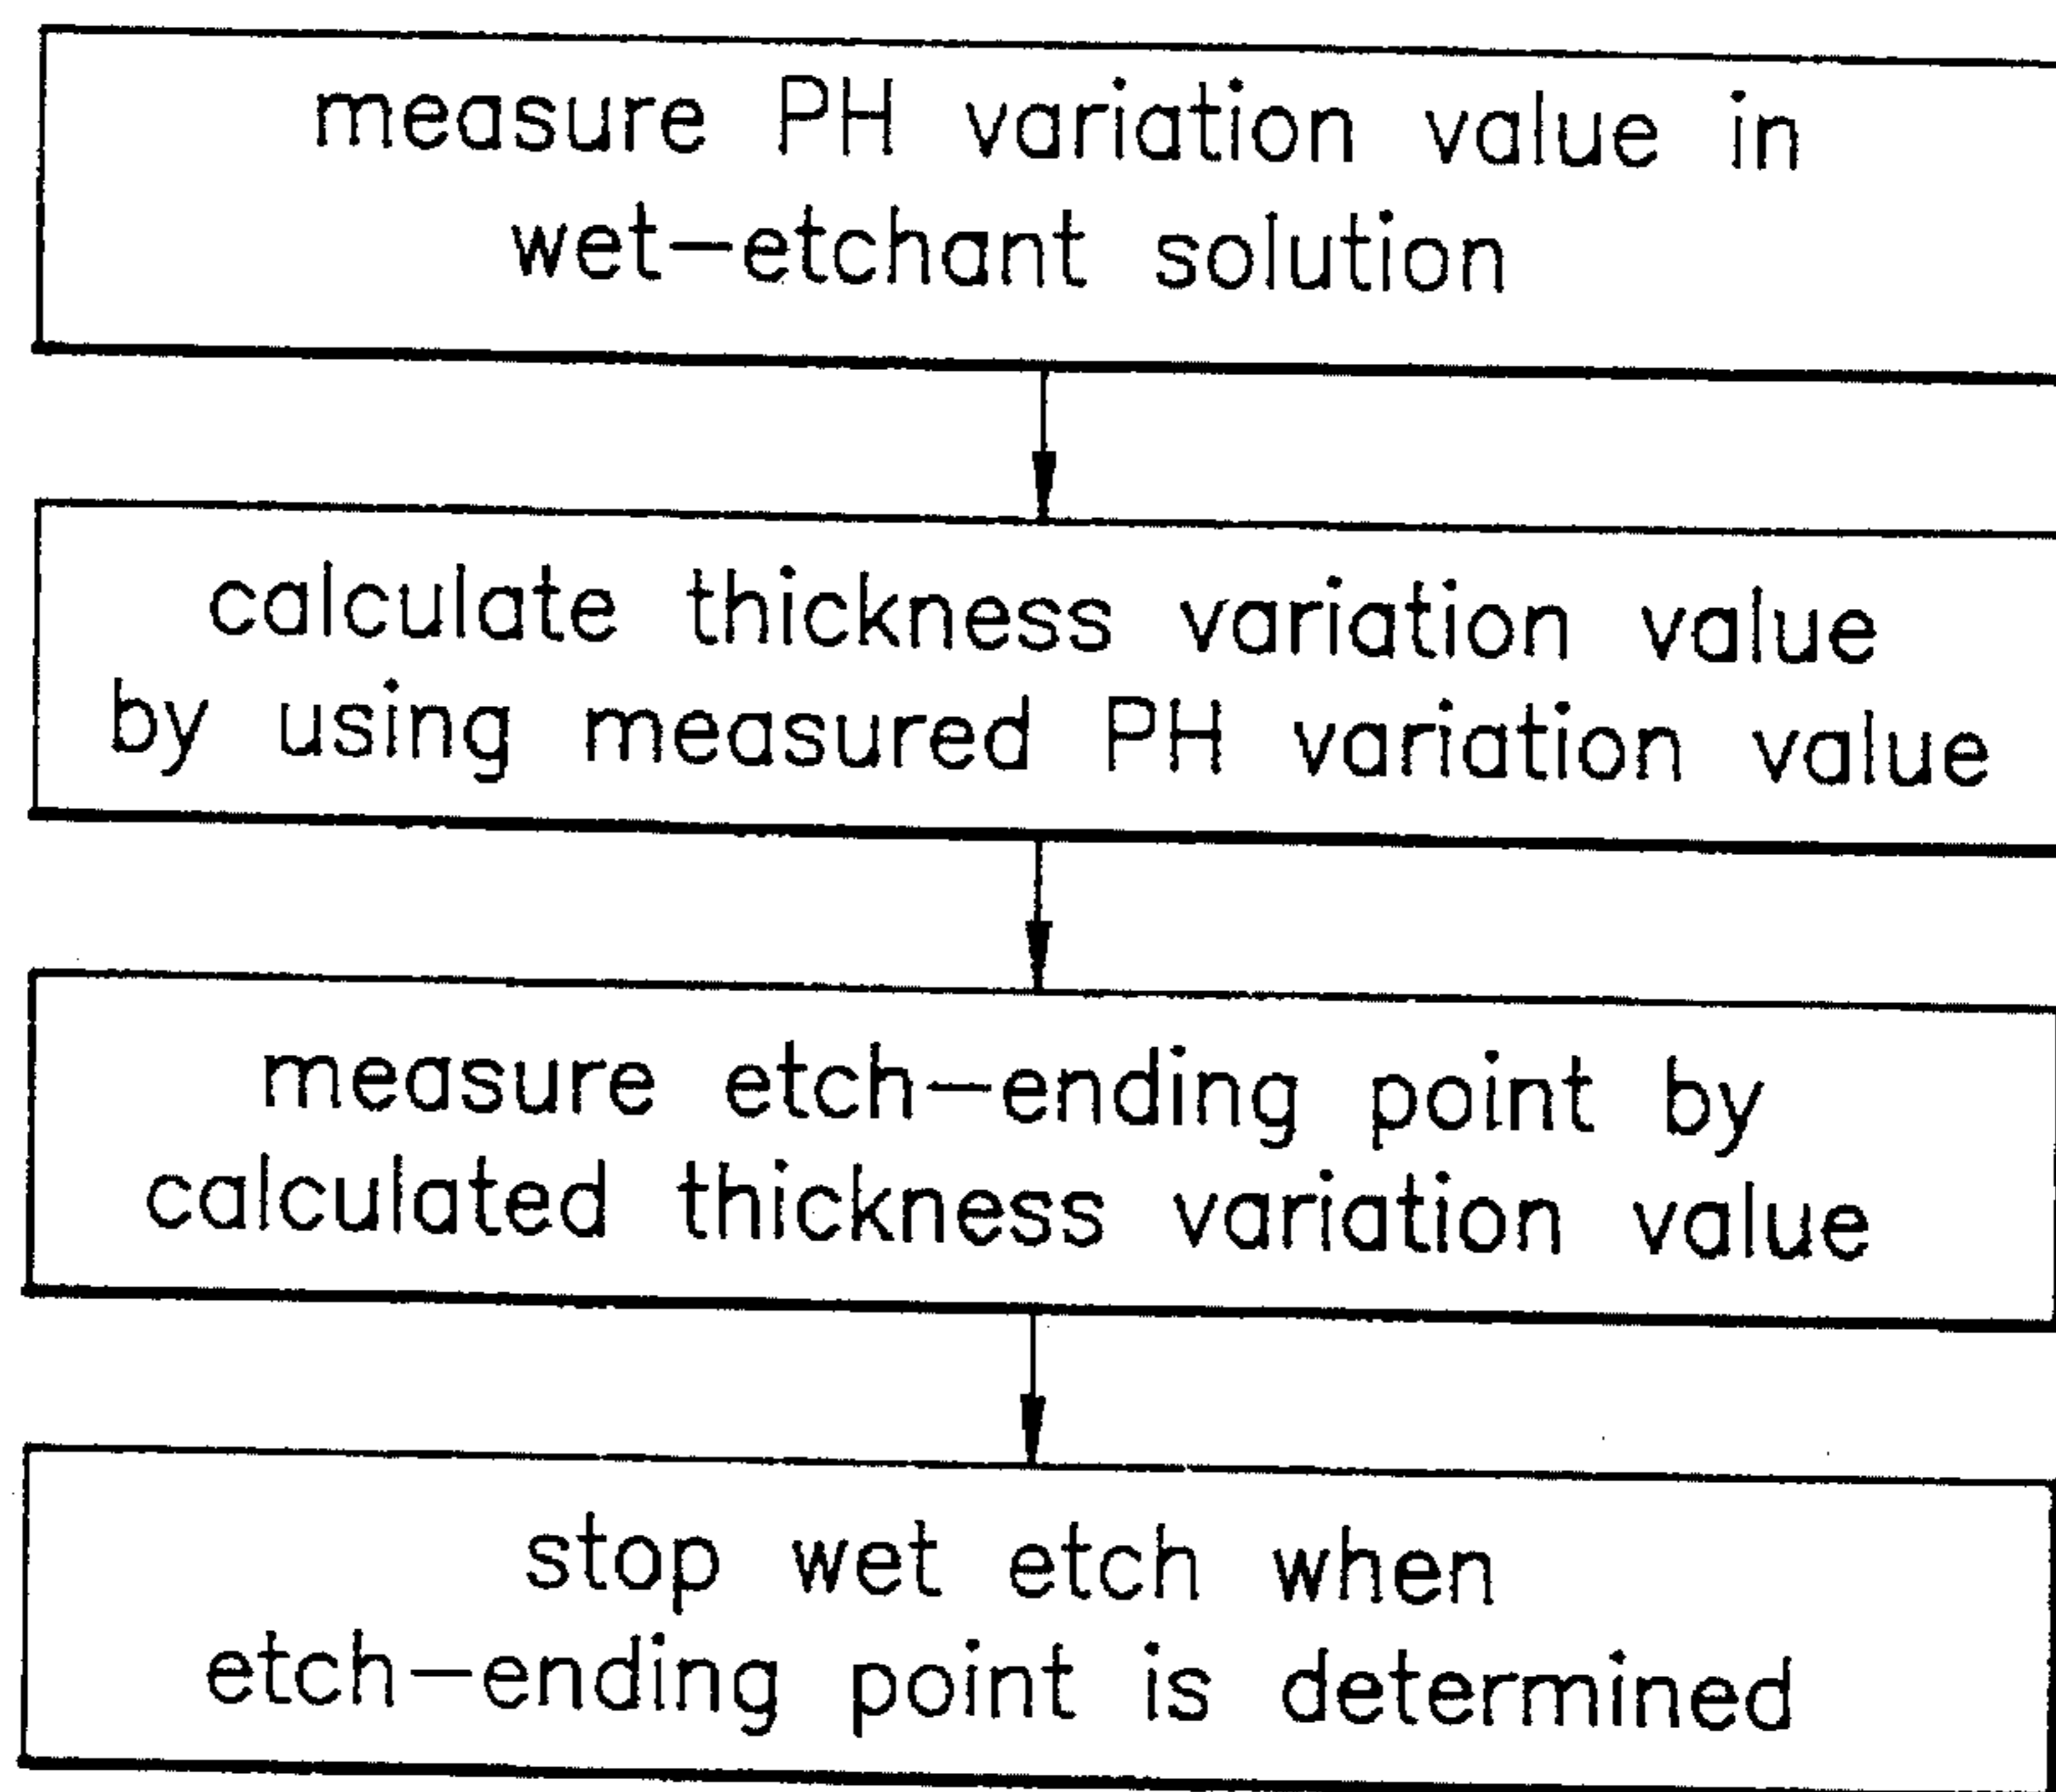 measure PH variation value in
wet-etchant solution
calculate thickness variation value
by using measured PH variation value
measure etch-ending point by
calculated thickness variation value
stop wet etch when
etch-ending point is determined